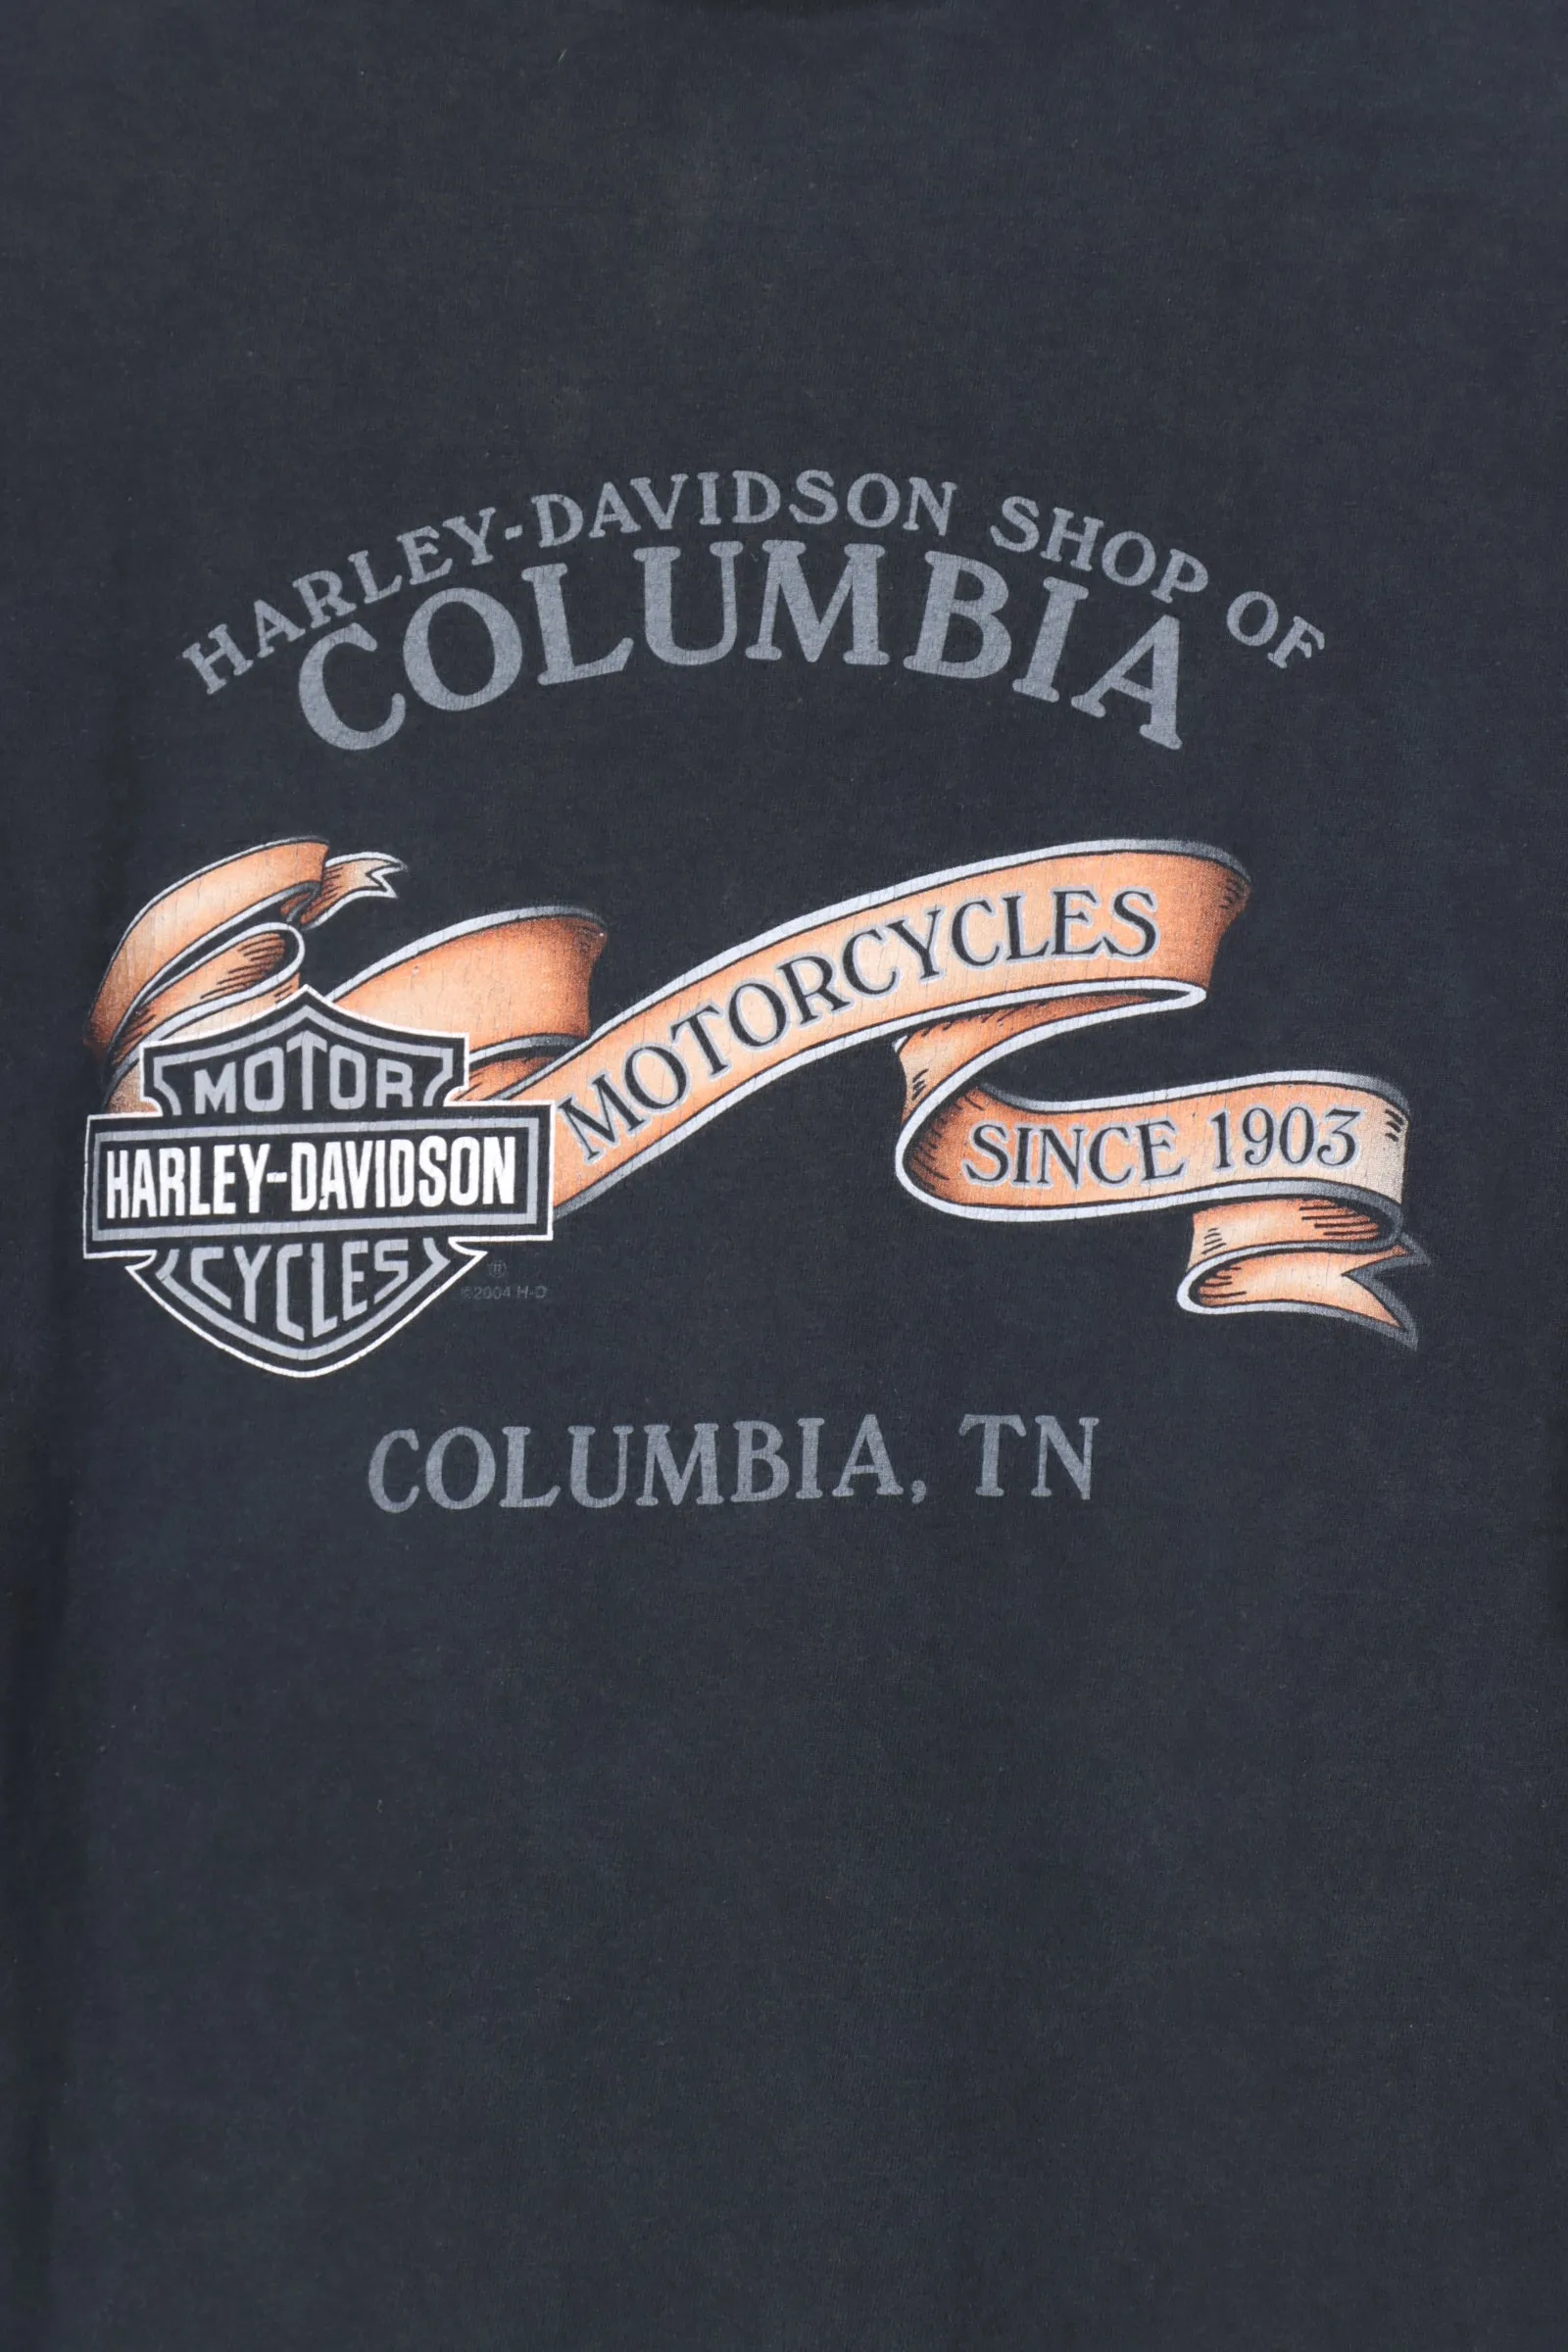 HARLEY-DAVIDSON SHOP OF
COLUMBIA
MOTORCYCLES
SINCE 1903
MOTOR
HARLEY-DAVIDSON
CYCLES
®
©2004 H-D
COLUMBIA, TN